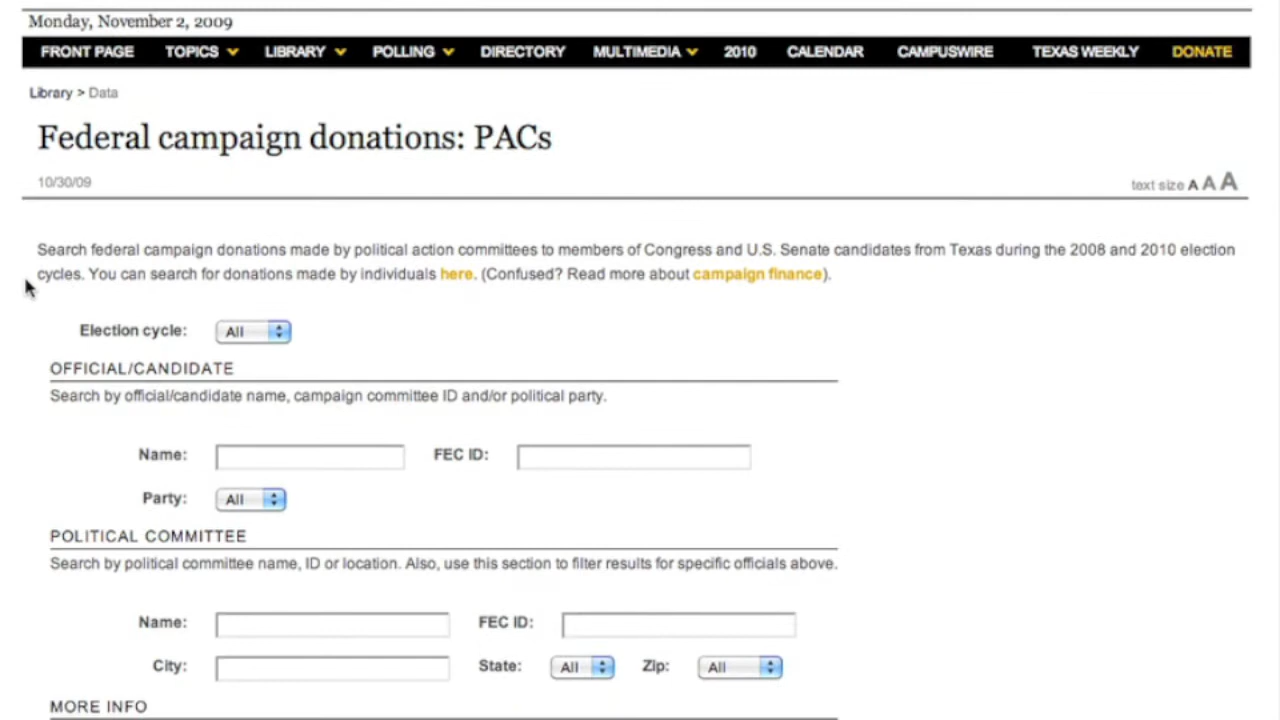 Monday, November 2, 2009
FRONT PAGE TOPICS LIBRARY POLLING DIRECTORY MULTIMEDIA 2010 CALENDAR CAMPUSWIRE TEXAS WEEKLY DONATE
Library > Data
Federal campaign donations: PACs
10/30/09 text size A A A
Search federal campaign donations made by political action committees to members of Congress and U.S. Senate candidates from Texas during the 2008 and 2010 election
cycles. You can search for donations made by individuals here. (Confused? Read more about campaign finance).
Election cycle: All
OFFICIAL/CANDIDATE
Search by official/candidate name, campaign committee ID and/or political party.
Name: FEC ID:
Party: All
POLITICAL COMMITTEE
Search by political committee name, ID or location. Also, use this section to filter results for specific officials above.
Name: FEC ID:
City: State: All Zip: All
MORE INFO